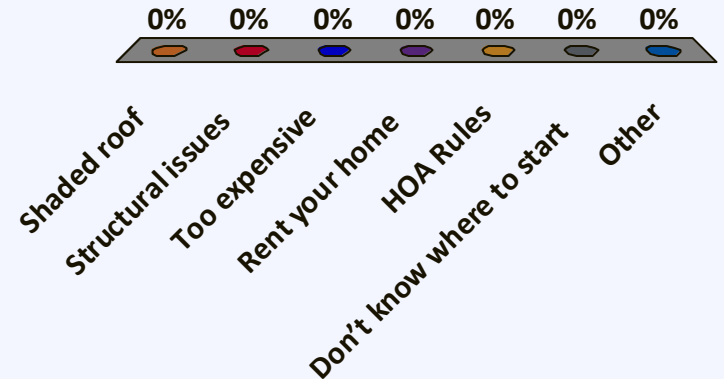 0% 0% 0% 0% 0% 0% 0%
Shaded roof
Structural issues
Too expensive
Rent your home
HOA Rules
Don't know where to start
Other